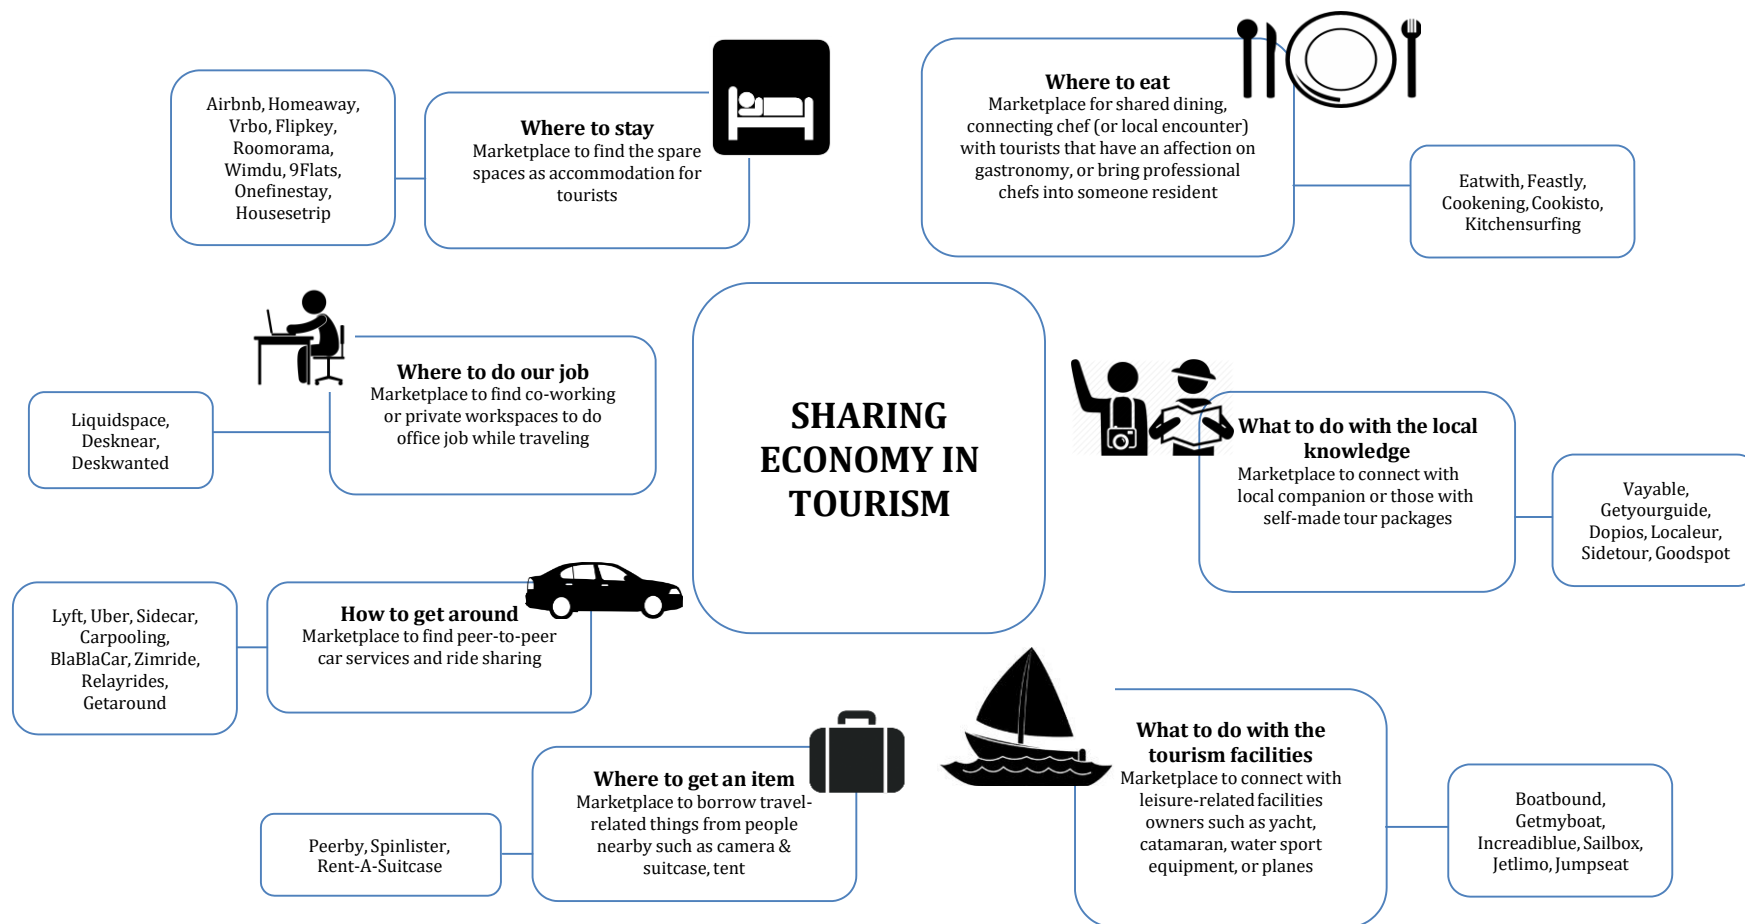 Airbnb, Homeaway,
Vrbo, Flipkey,
Roomorama,
Wimdu, 9Flats,
Onefinestay,
Housesetrip
Where to stay
Marketplace to find the spare
spaces as accommodation for
tourists
Where to eat
Marketplace for shared dining,
connecting chef (or local encounter)
with tourists that have an affection on
gastronomy, or bring professional
chefs into someone resident
Eatwith, Feastly,
Cookening, Cookisto,
Kitchensurfing
Where to do our job
Marketplace to find co-working
or private workspaces to do
office job while traveling
Liquidspace,
Desknear,
Deskwanted
SHARING
ECONOMY IN
TOURISM
What to do with the local
knowledge
Marketplace to connect with
local companion or those with
self-made tour packages
Vayable,
Getyourguide,
Dopios, Localeur,
Sidetour, Goodspot
Lyft, Uber, Sidecar,
Carpooling,
BlaBlaCar, Zimride,
Relayrides,
Getaround
How to get around
Marketplace to find peer-to-peer
car services and ride sharing
Where to get an item
Marketplace to borrow travel-
related things from people
nearby such as camera &
suitcase, tent
Peerby, Spinlister,
Rent-A-Suitcase
What to do with the
tourism facilities
Marketplace to connect with
leisure-related facilities
owners such as yacht,
catamaran, water sport
equipment, or planes
Boatbound,
Getmyboat,
Increadiblue, Sailbox,
Jetlimo, Jumpseat